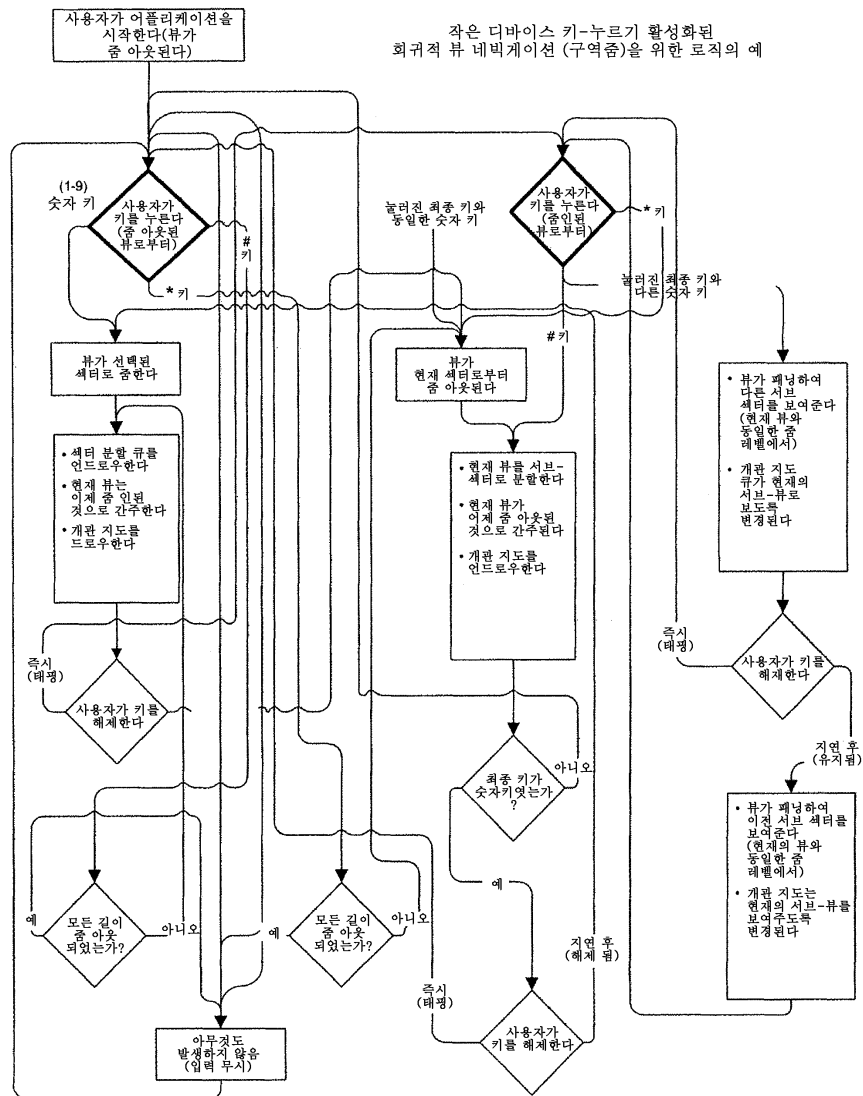 사용자가 어플리케이션을
시작한다(뷰가
줌 아웃된다)
작은 디바이스 키-누르기 활성화된
회귀적 뷰 네빅게이션 (구역줌)을 위한 로직의 예
(1-9)
숫자 키
사용자가
키를 누른다
(줌 아웃된
뷰로부터)
#
키
* 키
눌러진 최종 키와
동일한 숫자 키
사용자가
키를 누른다
(줌인된
뷰로부터)
* 키
눌러진 최종 키와
다른 숫자 키
#키
뷰가 선택된
섹터로 줌한다
뷰가
현재 섹터로부터
줌 아웃된다
• 뷰가 패닝하여
다른 서브
섹터를 보여준다
(현재 뷰와
동일한 줌
레벨에서)
• 개관 지도
큐가 현재의
서브-뷰로
보도록
변경된다
• 섹터 분할 큐를
언드로우한다
• 현재 뷰는
이제 줌 인된
것으로 간주한다
• 개관 지도를
드로우한다
• 현재 뷰를 서브-
섹터로 분할한다
• 현재 뷰가
어제 줌 아웃된
것으로 간주된다
• 개관 지도를
언드로우한다
즉시
(태핑)
사용자가 키를
해제한다
즉시
(태핑)
사용자가 키를
해재한다
지연 후
(유지됨)
최종 키가
숫자키엿는가
?
아니오
예
• 뷰가 패닝하여
이전 서브 섹터를
보여준다
(현재의 뷰와
동일한 줌
레벨에서)
• 개관 지도는
현재의 서브-뷰를
보여주도록
변경된다
예
모든 길이
줌 아웃
되었는가?
아니오
예
모든 길이
줌 아웃
되었는가?
아니오
즉시
(태핑)
지연 후
(해제 됨)
사용자가
키를 해제한다
아무것도
발생하지 않음
(입력 무시)